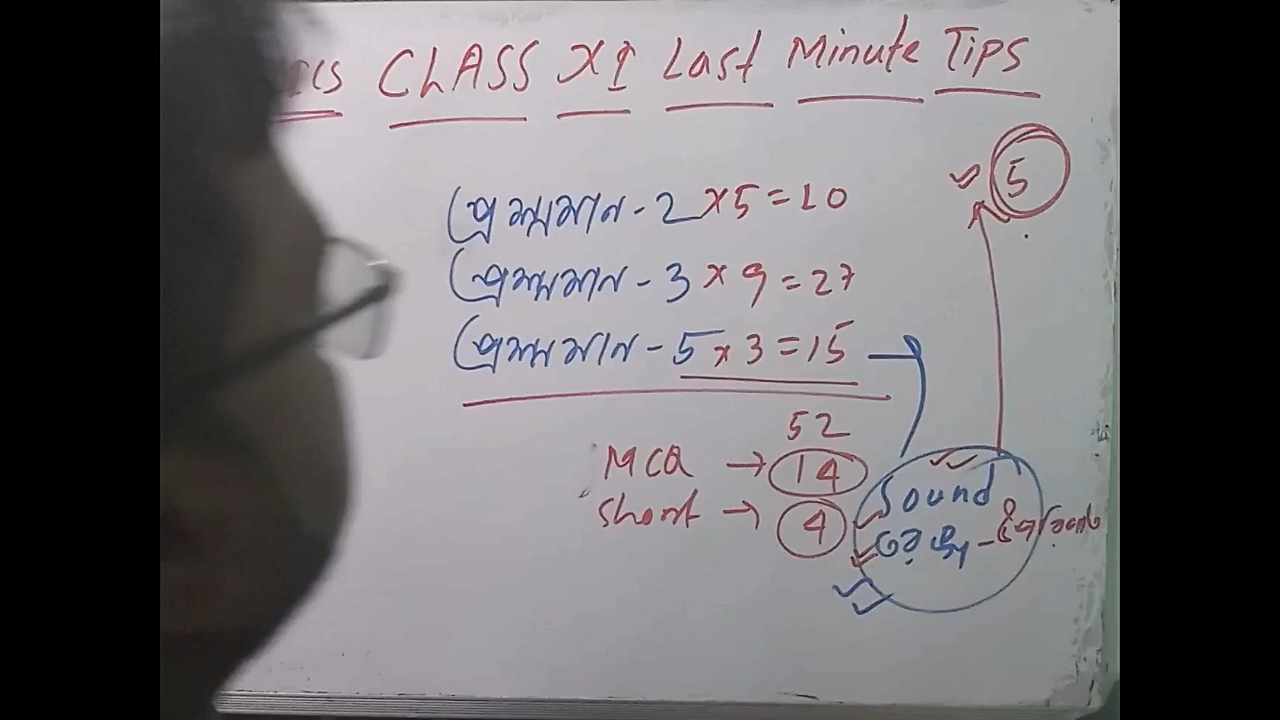 ICS CLASS XI Last Minute Tips
5
প্রশ্নমান - 2 x 5 = 10
প্রশ্নমান - 3 x 9 = 27
প্রশ্নমান - 5 x 3 = 15
52
MCQ → 14
Short → 4
Sound